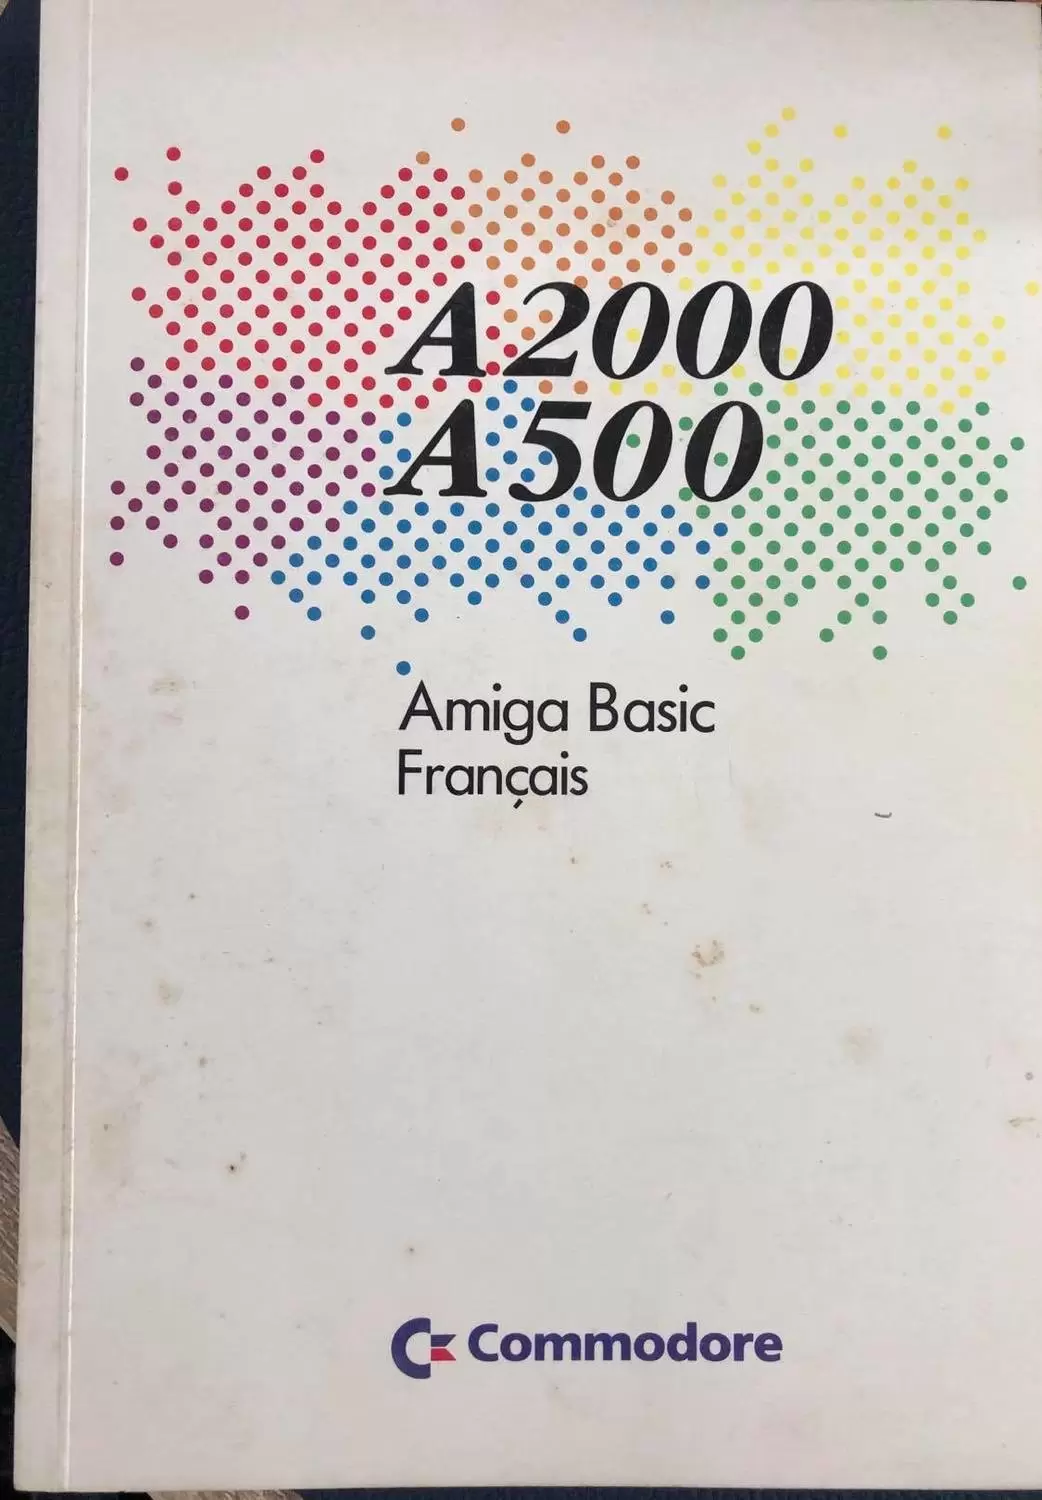 A2000
A500
Amiga Basic
Français
Commodore